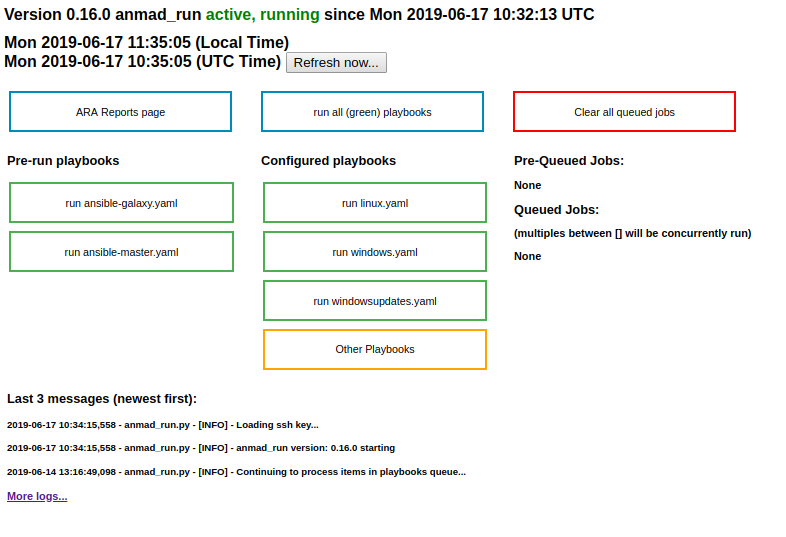 Version 0.16.0 anmad_run active, running since Mon 2019-06-17 10:32:13 UTC
Mon 2019-06-17 11:35:05 (Local Time)
Mon 2019-06-17 10:35:05 (UTC Time) Refresh now...
ARA Reports page
run all (green) playbooks
Clear all queued jobs
Pre-run playbooks
run ansible-galaxy.yaml
run ansible-master.yaml
Configured playbooks
run linux.yaml
run windows.yaml
run windowsupdates.yaml
Other Playbooks
Pre-Queued Jobs:
None
Queued Jobs:
(multiples between [] will be concurrently run)
None
Last 3 messages (newest first):
2019-06-17 10:34:15,558 - anmad_run.py - [INFO] - Loading ssh key...
2019-06-17 10:34:15,558 - anmad_run.py - [INFO] - anmad_run version: 0.16.0 starting
2019-06-14 13:16:49,098 - anmad_run.py - [INFO] - Continuing to process items in playbooks queue...
More logs...